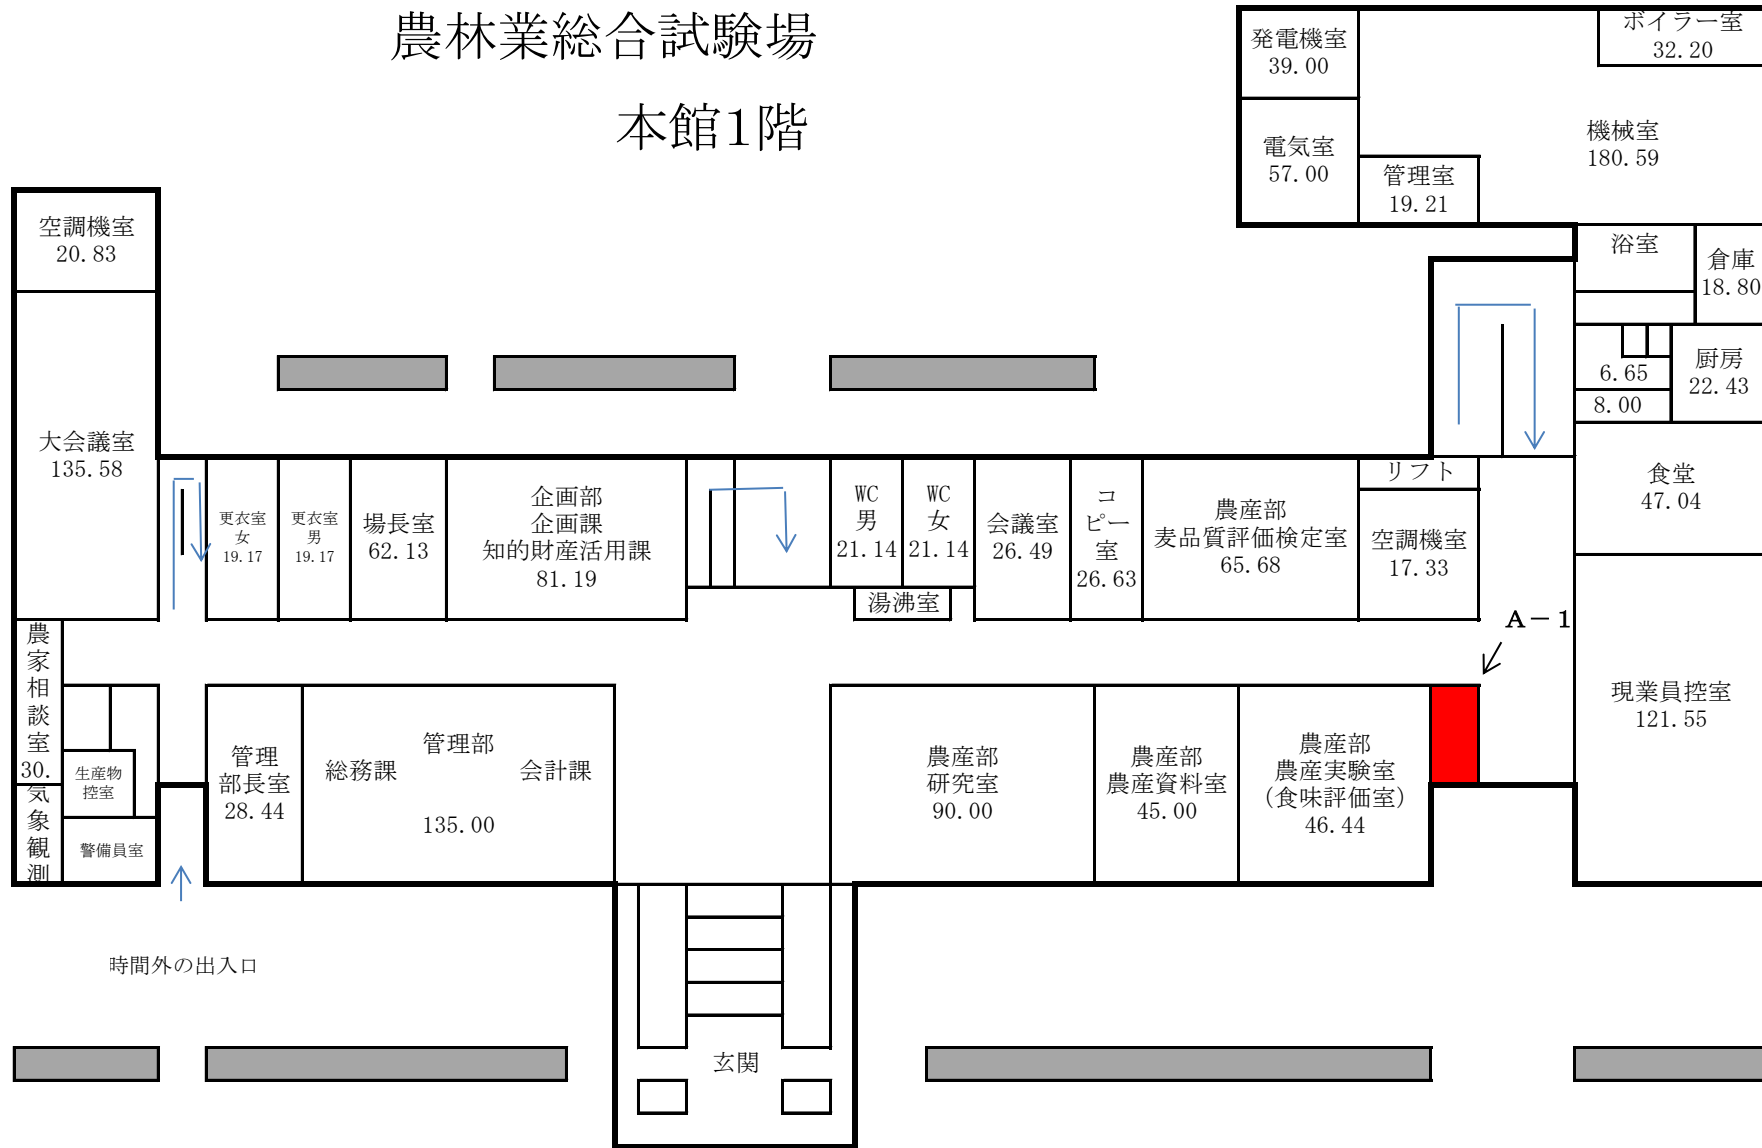 農林業総合試験場
本館1階
発電機室
39.00
ボイラー室
32.20
電気室
57.00
機械室
180.59
管理室
19.21
空調機室
20.83
浴室
倉庫
18.80
6.65
8.00
厨房
22.43
大会議室
135.58
更衣室
女
19.17
更衣室
男
19.17
場長室
62.13
企画部
企画課
知的財産活用課
81.19
WC
男
21.14
WC
女
21.14
湯沸室
会議室
26.49
コ
ピー
室
26.63
農産部
麦品質評価検定室
65.68
リフト
空調機室
17.33
食堂
47.04
A－1
現業員控室
121.55
農
家
相
談
室
30.
気
象
観
測
生産物
控室
警備員室
管理
部長室
28.44
管理部
総務課 会計課
135.00
農産部
研究室
90.00
農産部
農産資料室
45.00
農産部
農産実験室
(食味評価室)
46.44
時間外の出入口
玄関